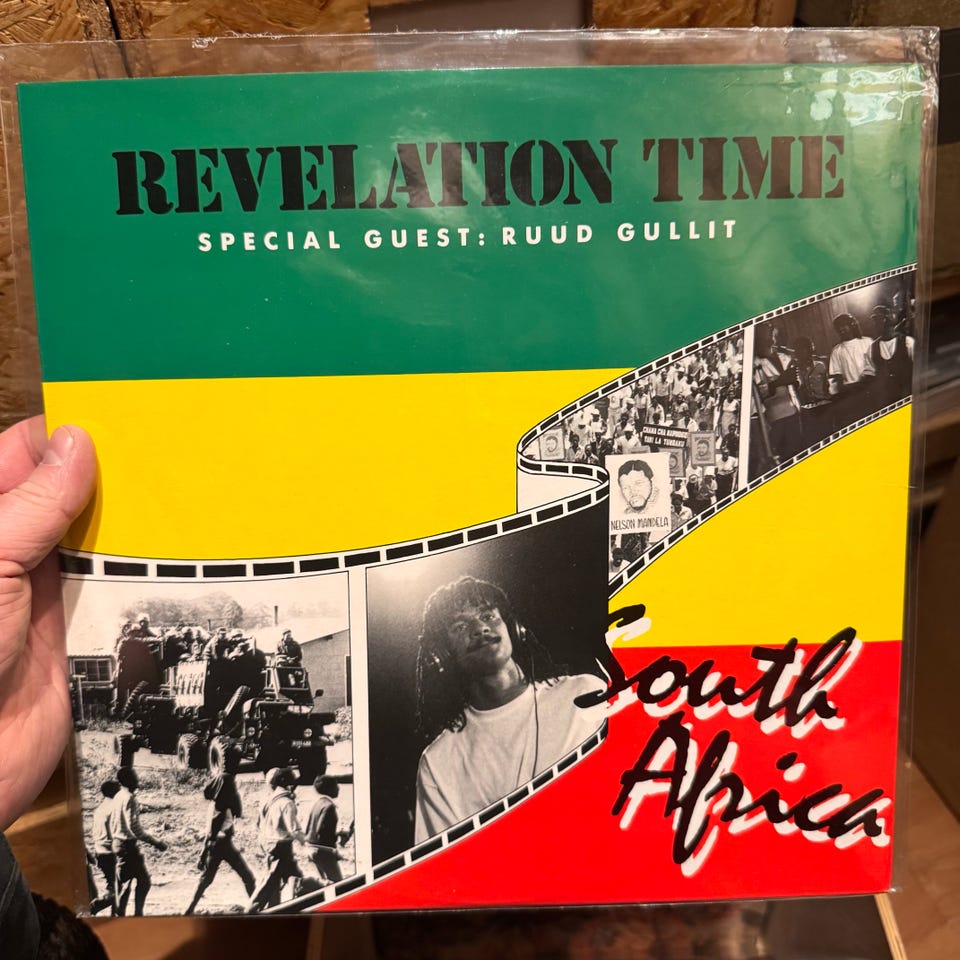 REVELATION TIME
SPECIAL GUEST: RUUD GULLIT
NELSON MANDELA
South
Africa